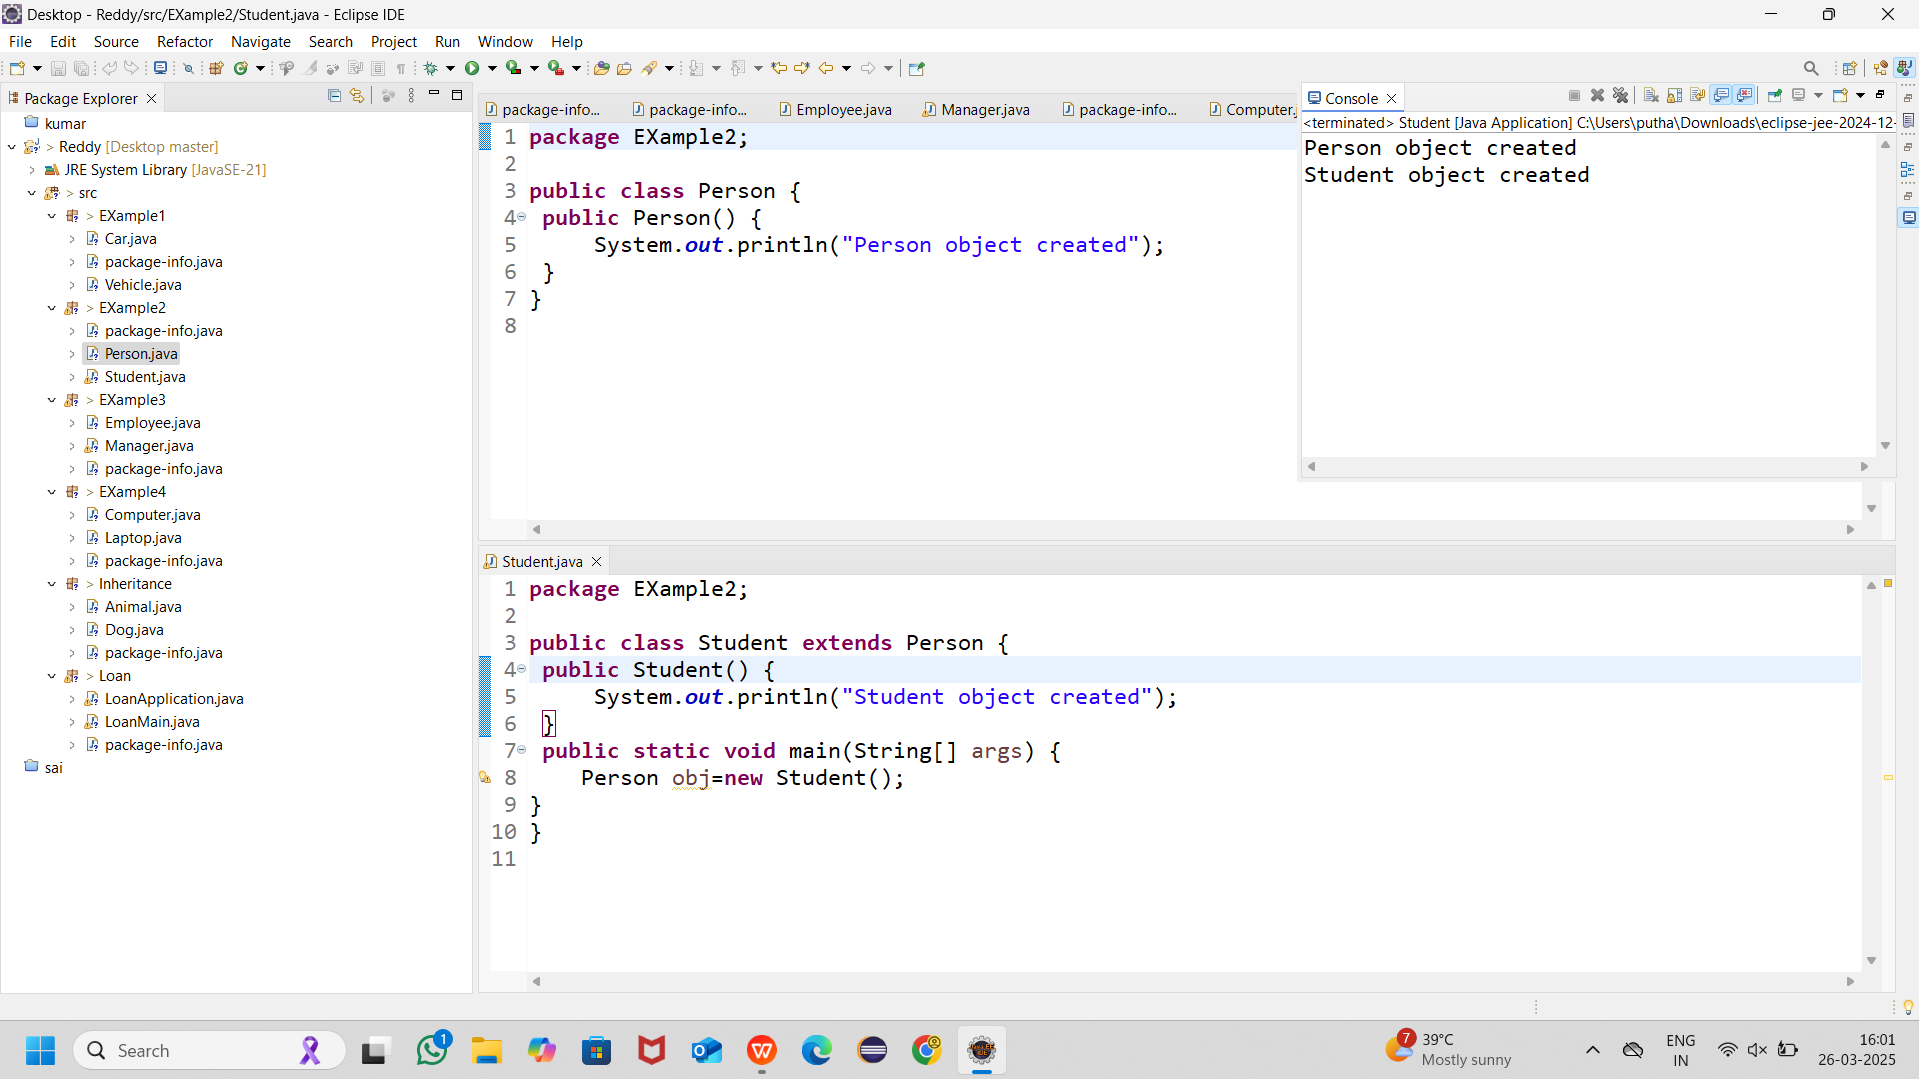 Desktop - Reddy/src/EXample2/Student.java - Eclipse IDE
File Edit Source Refactor Navigate Search Project Run Window Help
Package Explorer
kumar
> Reddy [Desktop master]
JRE System Library [JavaSE-21]
> src
> EXample1
Car.java
package-info.java
Vehicle.java
> EXample2
package-info.java
Person.java
Student.java
> EXample3
Employee.java
Manager.java
package-info.java
> EXample4
Computer.java
Laptop.java
package-info.java
> Inheritance
Animal.java
Dog.java
package-info.java
> Loan
LoanApplication.java
LoanMain.java
package-info.java
sai
package-info... package-info... Employee.java Manager.java package-info... Computer.j
1 package EXample2;
2
3 public class Person {
4 public Person() {
5 System.out.println("Person object created");
6 }
7 }
8
Console
<terminated> Student [Java Application] C:\Users\putha\Downloads\eclipse-jee-2024-12-
Person object created
Student object created
Student.java
1 package EXample2;
2
3 public class Student extends Person {
4 public Student() {
5 System.out.println("Student object created");
6 }
7 public static void main(String[] args) {
8 Person obj=new Student();
9 }
10 }
11
Search
1
7
39°C
Mostly sunny
ENG
IN
16:01
26-03-2025